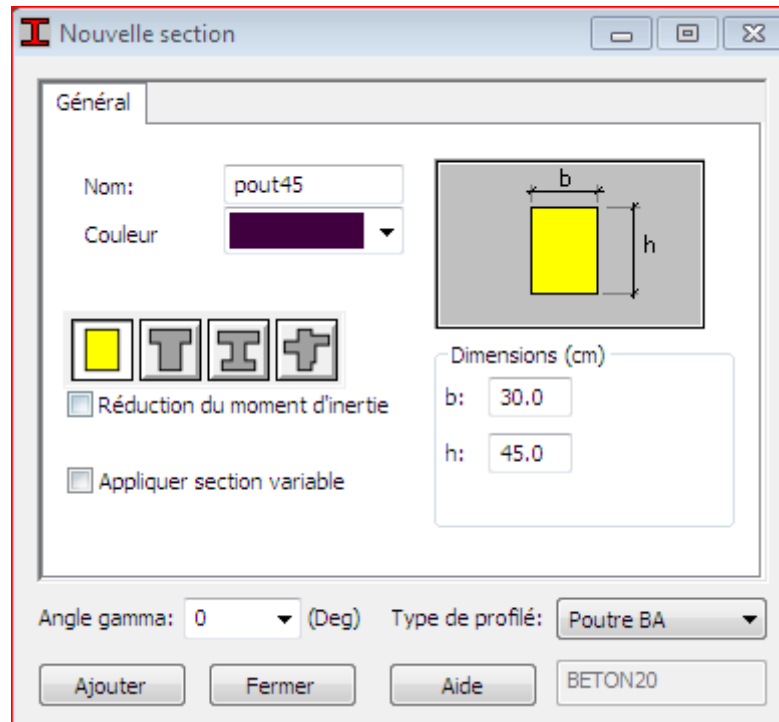 Nouvelle section
Général
Nom: pout45
Couleur
b
h
Réduction du moment d'inertie
Appliquer section variable
Dimensions (cm)
b: 30.0
h: 45.0
Angle gamma: 0 (Deg) Type de profilé: Poutre BA
Ajouter Fermer Aide BETON20